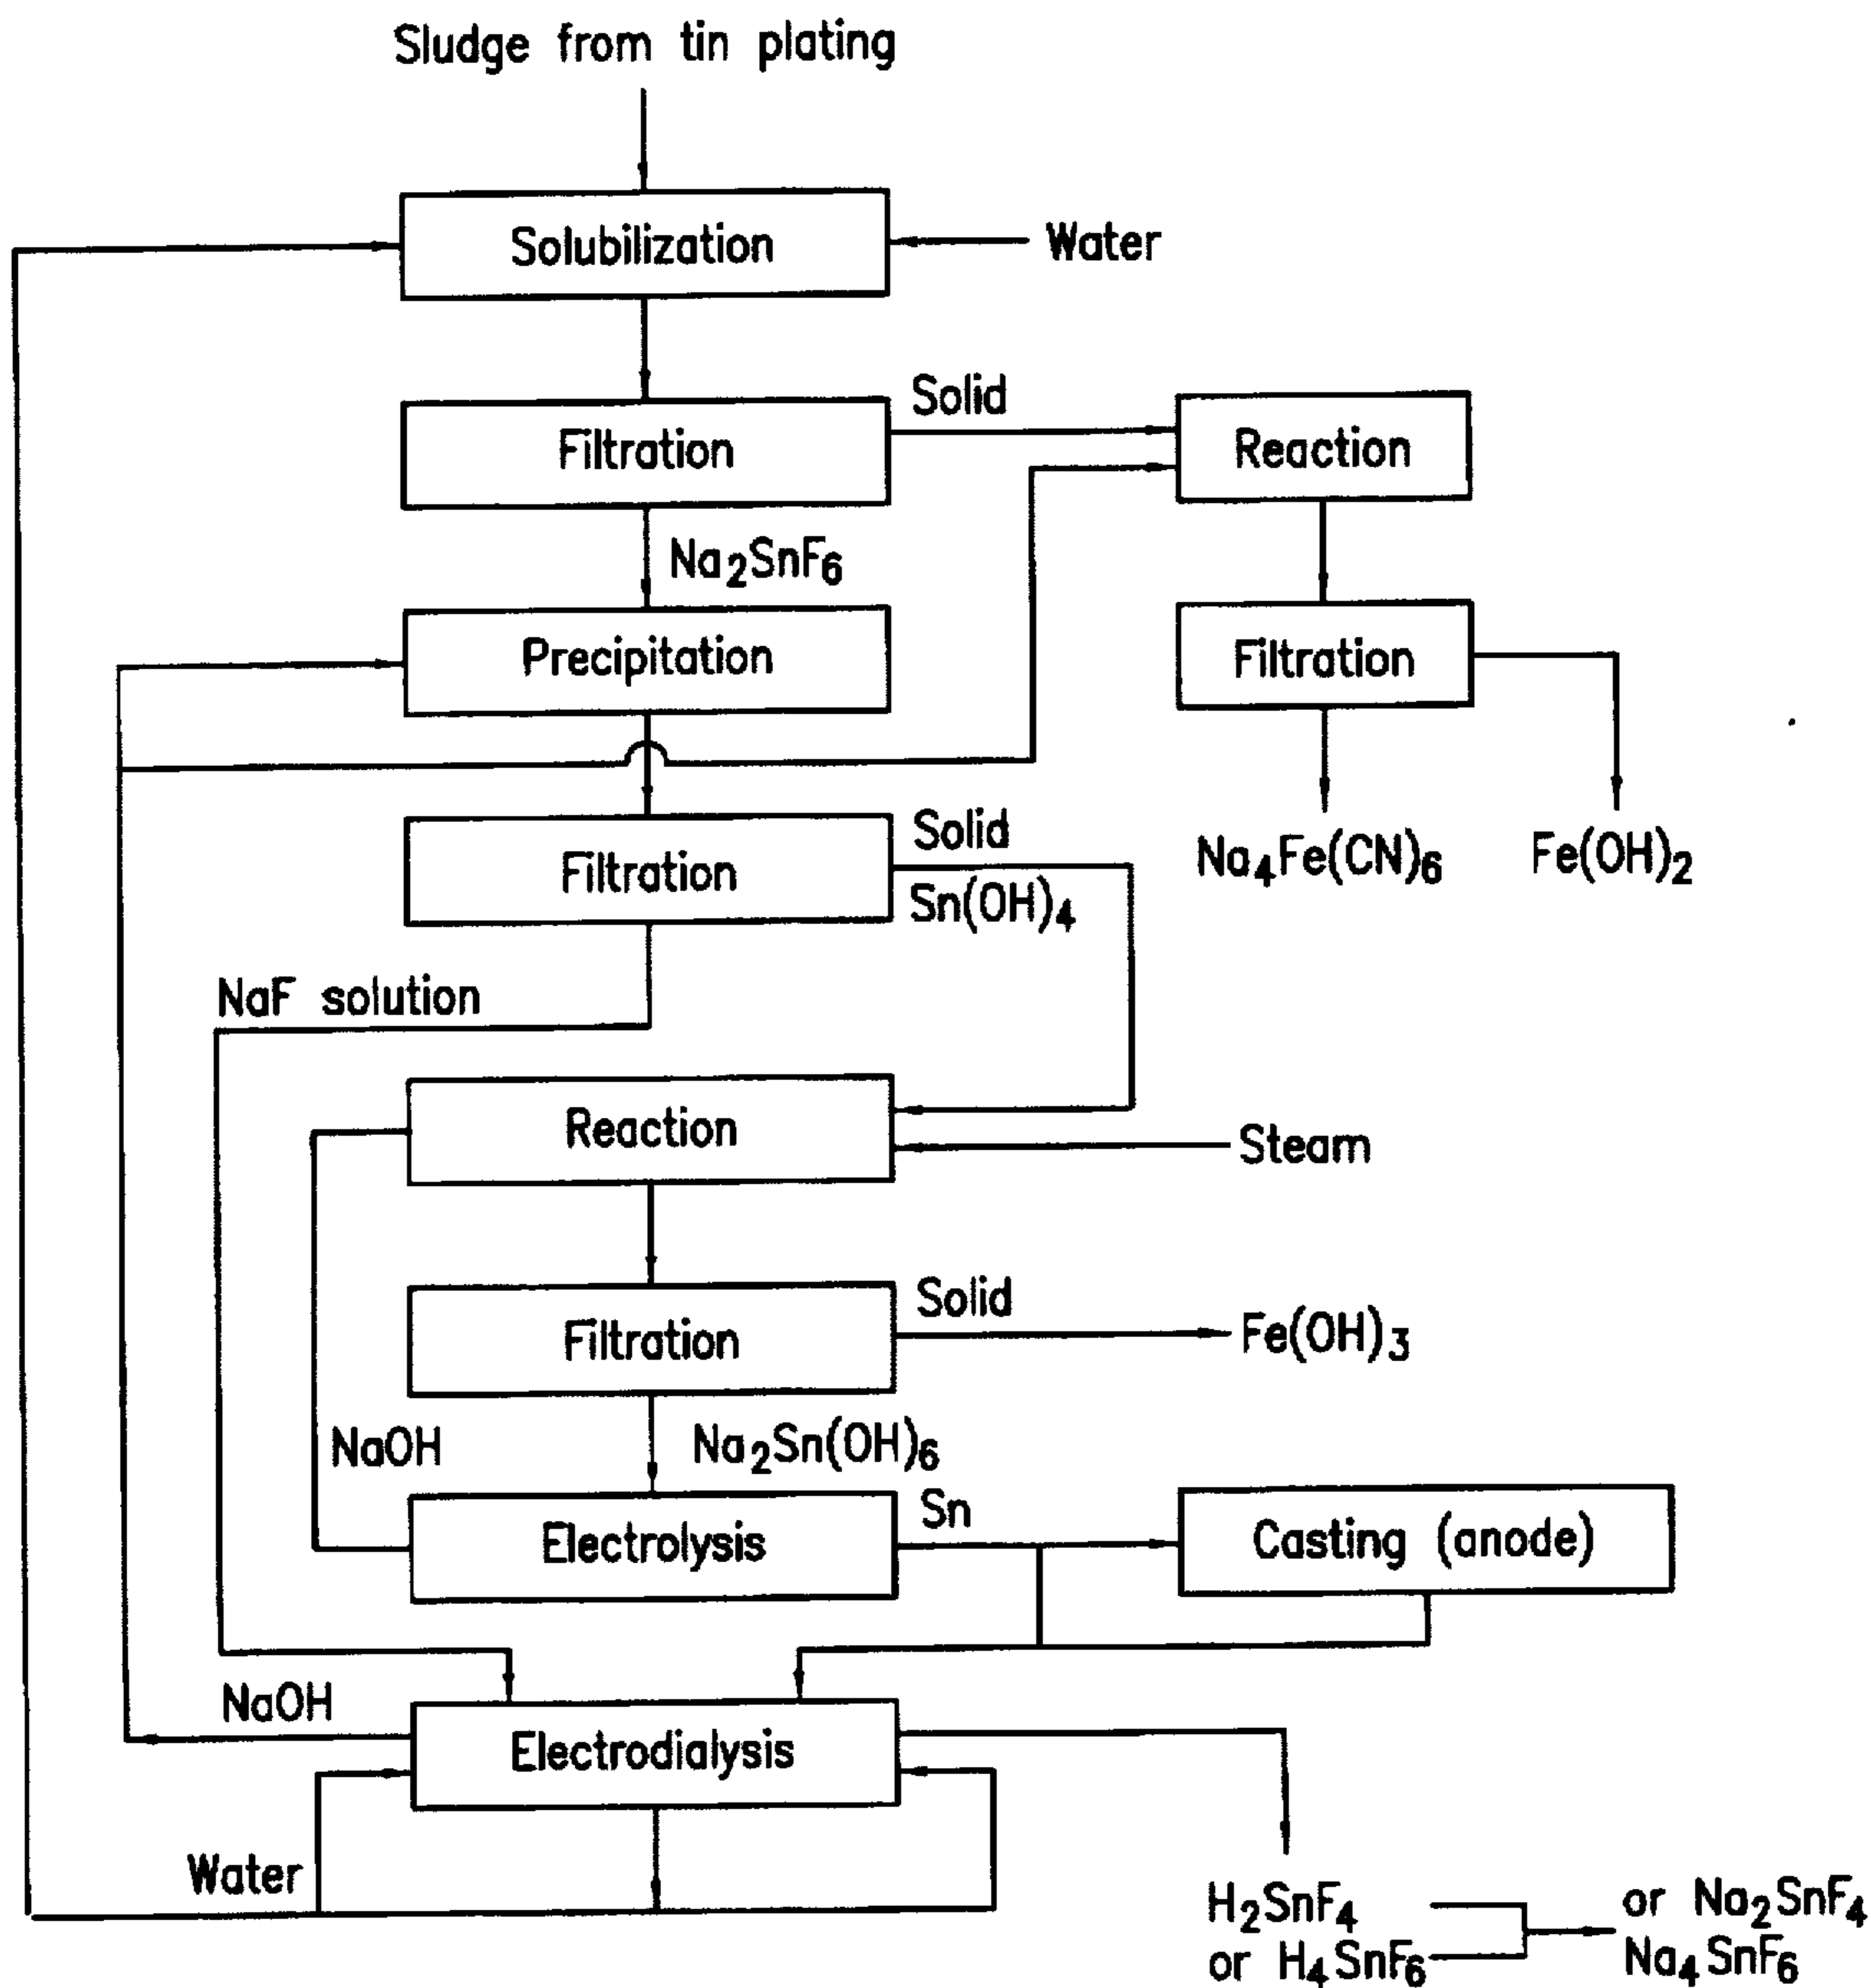 Sludge from tin plating
Solubilization
Water
Filtration
Solid
Reaction
Na₂SnF₆
Precipitation
Filtration
Filtration
Solid
Sn(OH)₄
Na₄Fe(CN)₆
Fe(OH)₂
NaF solution
Reaction
Steam
Filtration
Solid
Fe(OH)₃
NaOH
Na₂Sn(OH)₆
Electrolysis
Sn
Casting (anode)
NaOH
Electrodialysis
Water
H₂SnF₄
or H₄SnF₆
or Na₂SnF₄
Na₄SnF₆